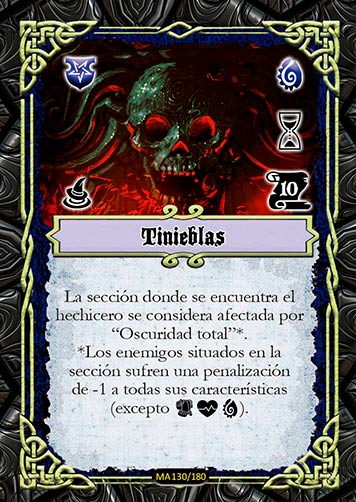 10
Tinieblas
La sección donde se encuentra el
hechicero se considera afectada por
“Oscuridad total”*.
*Los enemigos situados en la
sección sufren una penalización
de -1 a todas sus características
(excepto ).
MA130/180